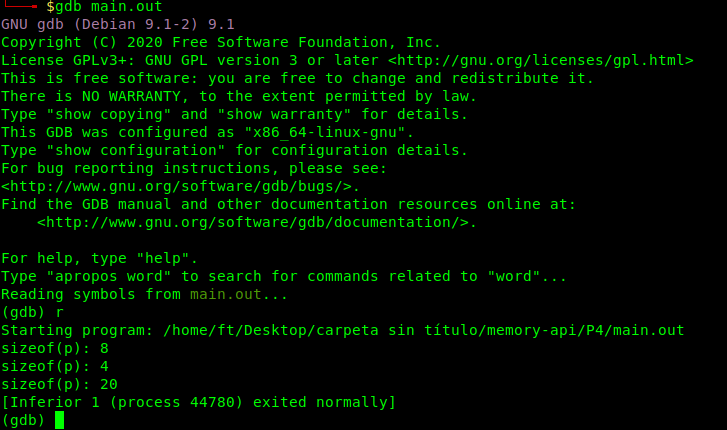 $gdb main.out
GNU gdb (Debian 9.1-2) 9.1
Copyright (C) 2020 Free Software Foundation, Inc.
License GPLv3+: GNU GPL version 3 or later <http://gnu.org/licenses/gpl.html>
This is free software: you are free to change and redistribute it.
There is NO WARRANTY, to the extent permitted by law.
Type "show copying" and "show warranty" for details.
This GDB was configured as "x86_64-linux-gnu".
Type "show configuration" for configuration details.
For bug reporting instructions, please see:
<http://www.gnu.org/software/gdb/bugs/>.
Find the GDB manual and other documentation resources online at:
    <http://www.gnu.org/software/gdb/documentation/>.

For help, type "help".
Type "apropos word" to search for commands related to "word"...
Reading symbols from main.out...
(gdb) r
Starting program: /home/ft/Desktop/carpeta sin título/memory-api/P4/main.out
sizeof(p): 8
sizeof(p): 4
sizeof(p): 20
[Inferior 1 (process 44780) exited normally]
(gdb)